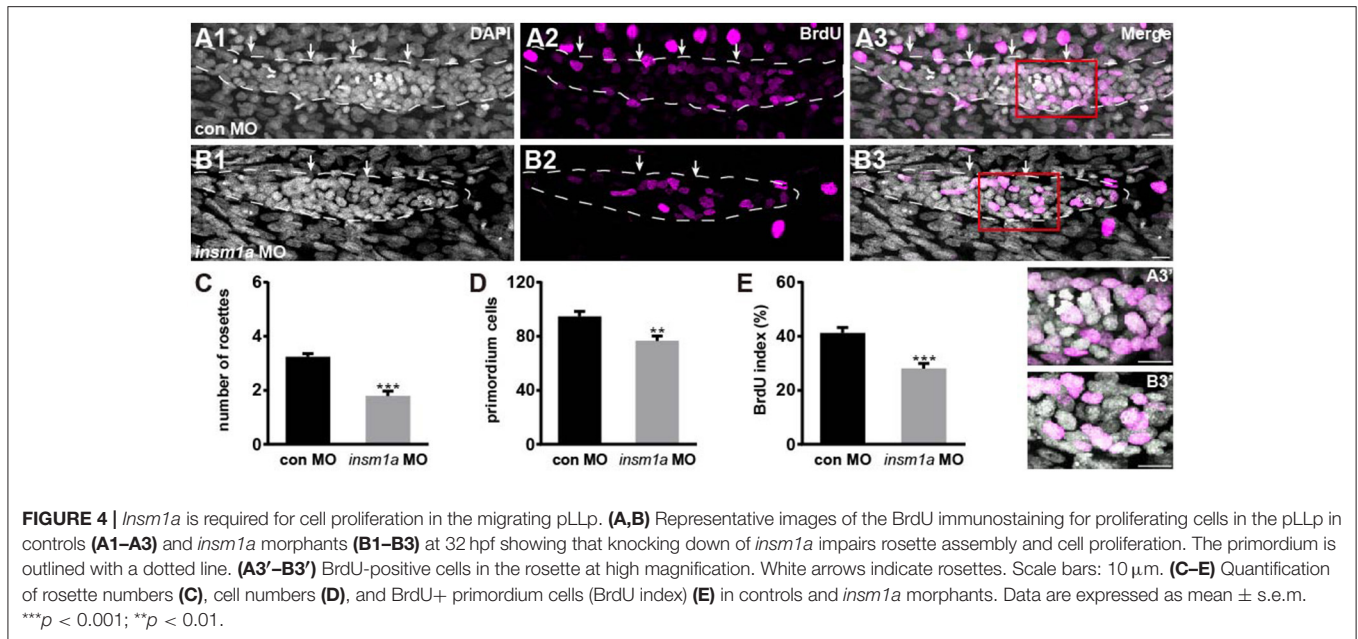 A1 DAPI
con MO
A2 BrdU
A3 Merge
B1
insm1a MO
B2
B3
C
number of rosettes
6
4
2
0
***
con MO insm1a MO
D
primordium cells
120
80
40
0
**
con MO insm1a MO
E
BrdU index (%)
60
40
20
0
***
con MO insm1a MO
A3'
B3'
FIGURE 4 | Insm1a is required for cell proliferation in the migrating pLLp. (A,B) Representative images of the BrdU immunostaining for proliferating cells in the pLLp in
controls (A1–A3) and insm1a morphants (B1–B3) at 32 hpf showing that knocking down of insm1a impairs rosette assembly and cell proliferation. The primordium is
outlined with a dotted line. (A3′–B3′) BrdU-positive cells in the rosette at high magnification. White arrows indicate rosettes. Scale bars: 10 μm. (C–E) Quantification
of rosette numbers (C), cell numbers (D), and BrdU+ primordium cells (BrdU index) (E) in controls and insm1a morphants. Data are expressed as mean ± s.e.m.
***p < 0.001; **p < 0.01.